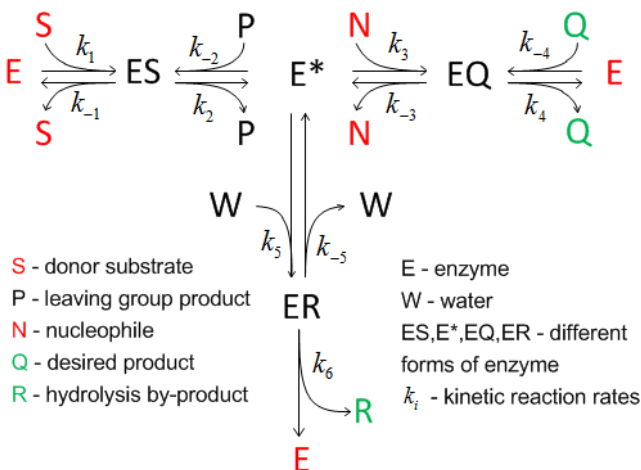 S P N Q
k₁ k₋₂ k₃ k₋₄
E ES E* EQ E
k₋₁ k₂ k₋₃ k₄
S P N Q
W W
k₅ k₋₅
S - donor substrate
P - leaving group product
N - nucleophile
Q - desired product
R - hydrolysis by-product
ER
k₆
R
E
E - enzyme
W - water
ES,E*,EQ,ER - different
forms of enzyme
kᵢ - kinetic reaction rates